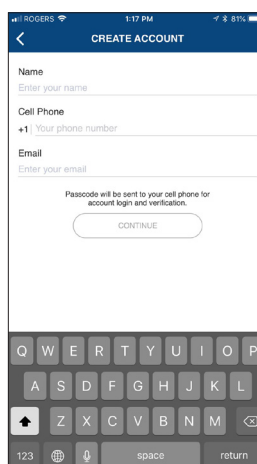 ROGERS 1:17 PM 81%
CREATE ACCOUNT
Name
Enter your name
Cell Phone
+1 Your phone number
Email
Enter your email
Passcode will be sent to your cell phone for
account login and verification.
CONTINUE
Q W E R T Y U I O P
A S D F G H J K L
Z X C V B N M
123 space return